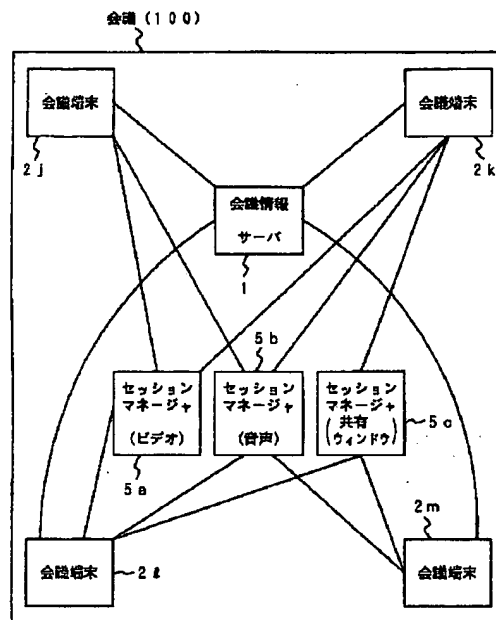 会議(100)
会議端末
会議端末
2j
2k
会議情報
サーバ
1
5b
セッション
マネージャ
(ビデオ)
セッション
マネージャ
(音声)
セッション
マネージャ
(共有
ウィンドウ)
5c
5a
2m
会議端末
2ℓ
会議端末